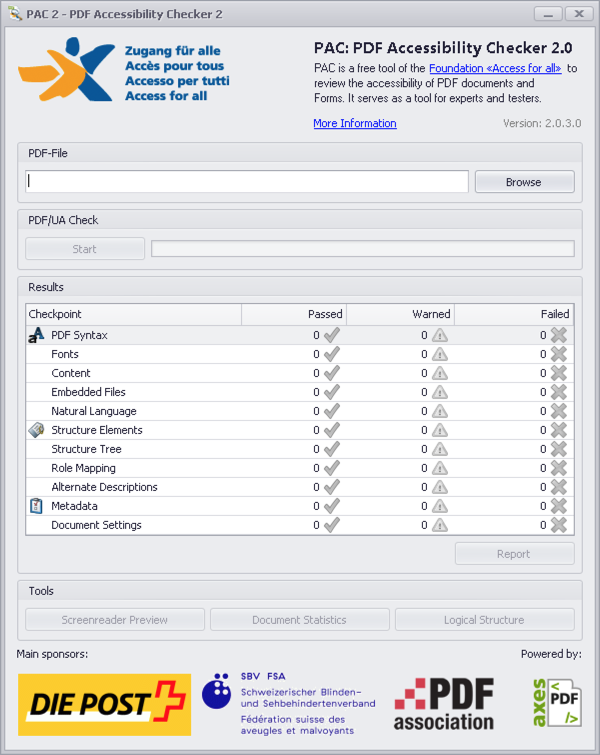 PAC 2 - PDF Accessibility Checker 2
Zugang für alle
Accès pour tous
Accesso per tutti
Access for all
PAC: PDF Accessibility Checker 2.0
PAC is a free tool of the Foundation «Access for all» to
review the accessibility of PDF documents and
Forms. It serves as a tool for experts and testers.
More Information Version: 2.0.3.0
PDF-File
Browse
PDF/UA Check
Start
Results
Checkpoint Passed Warned Failed
PDF Syntax 0 0 0
Fonts 0 0 0
Content 0 0 0
Embedded Files 0 0 0
Natural Language 0 0 0
Structure Elements 0 0 0
Structure Tree 0 0 0
Role Mapping 0 0 0
Alternate Descriptions 0 0 0
Metadata 0 0 0
Document Settings 0 0 0
Report
Tools
Screenreader Preview Document Statistics Logical Structure
Main sponsors: Powered by:
DIE POST
SBV FSA
Schweizerischer Blinden-
und Sehbehindertenverband
Fédération suisse des
aveugles et malvoyants
PDF
association
axes
<
PDF
/>